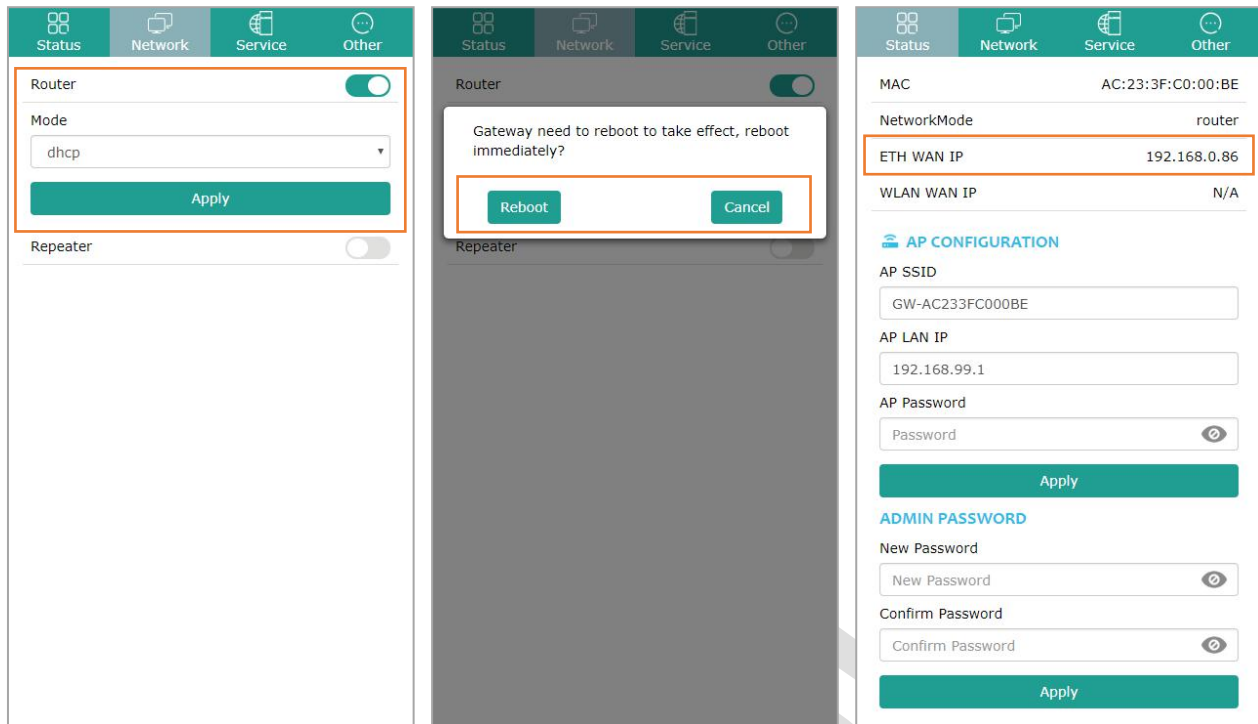 Status Network Service Other
Router
Mode
dhcp
Apply
Repeater
Status Network Service Other
Router
Gateway need to reboot to take effect, reboot
immediately?
Reboot Cancel
Repeater
Status Network Service Other
MAC AC:23:3F:C0:00:BE
NetworkMode router
ETH WAN IP 192.168.0.86
WLAN WAN IP N/A
AP CONFIGURATION
AP SSID
GW-AC233FC000BE
AP LAN IP
192.168.99.1
AP Password
Password
Apply
ADMIN PASSWORD
New Password
New Password
Confirm Password
Confirm Password
Apply